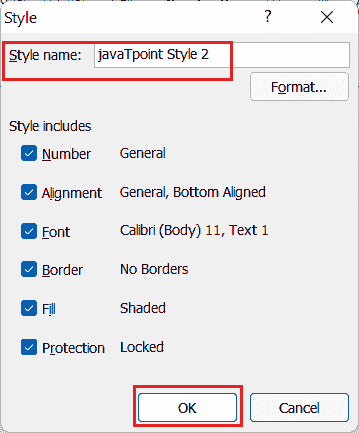 Style ?
Style name: javaTpoint Style 2
Format...
Style includes
Number General
Alignment General, Bottom Aligned
Font Calibri (Body) 11, Text 1
Border No Borders
Fill Shaded
Protection Locked
OK Cancel